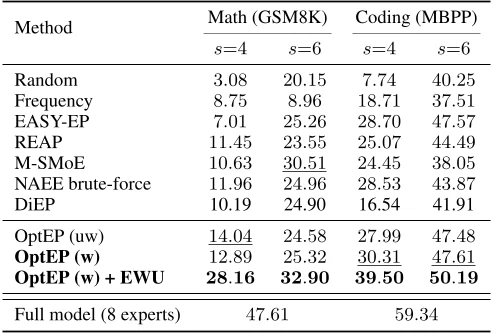 Method Math (GSM8K) Coding (MBPP)
s=4 s=6 s=4 s=6
Random 3.08 20.15 7.74 40.25
Frequency 8.75 8.96 18.71 37.51
EASY-EP 7.01 25.26 28.70 47.57
REAP 11.45 23.55 25.07 44.49
M-SMoE 10.63 30.51 24.45 38.05
NAEE brute-force 11.96 24.96 28.53 43.87
DiEP 10.19 24.90 16.54 41.91
OptEP (uw) 14.04 24.58 27.99 47.48
OptEP (w) 12.89 25.32 30.31 47.61
OptEP (w) + EWU 28.16 32.90 39.50 50.19
Full model (8 experts) 47.61 59.34